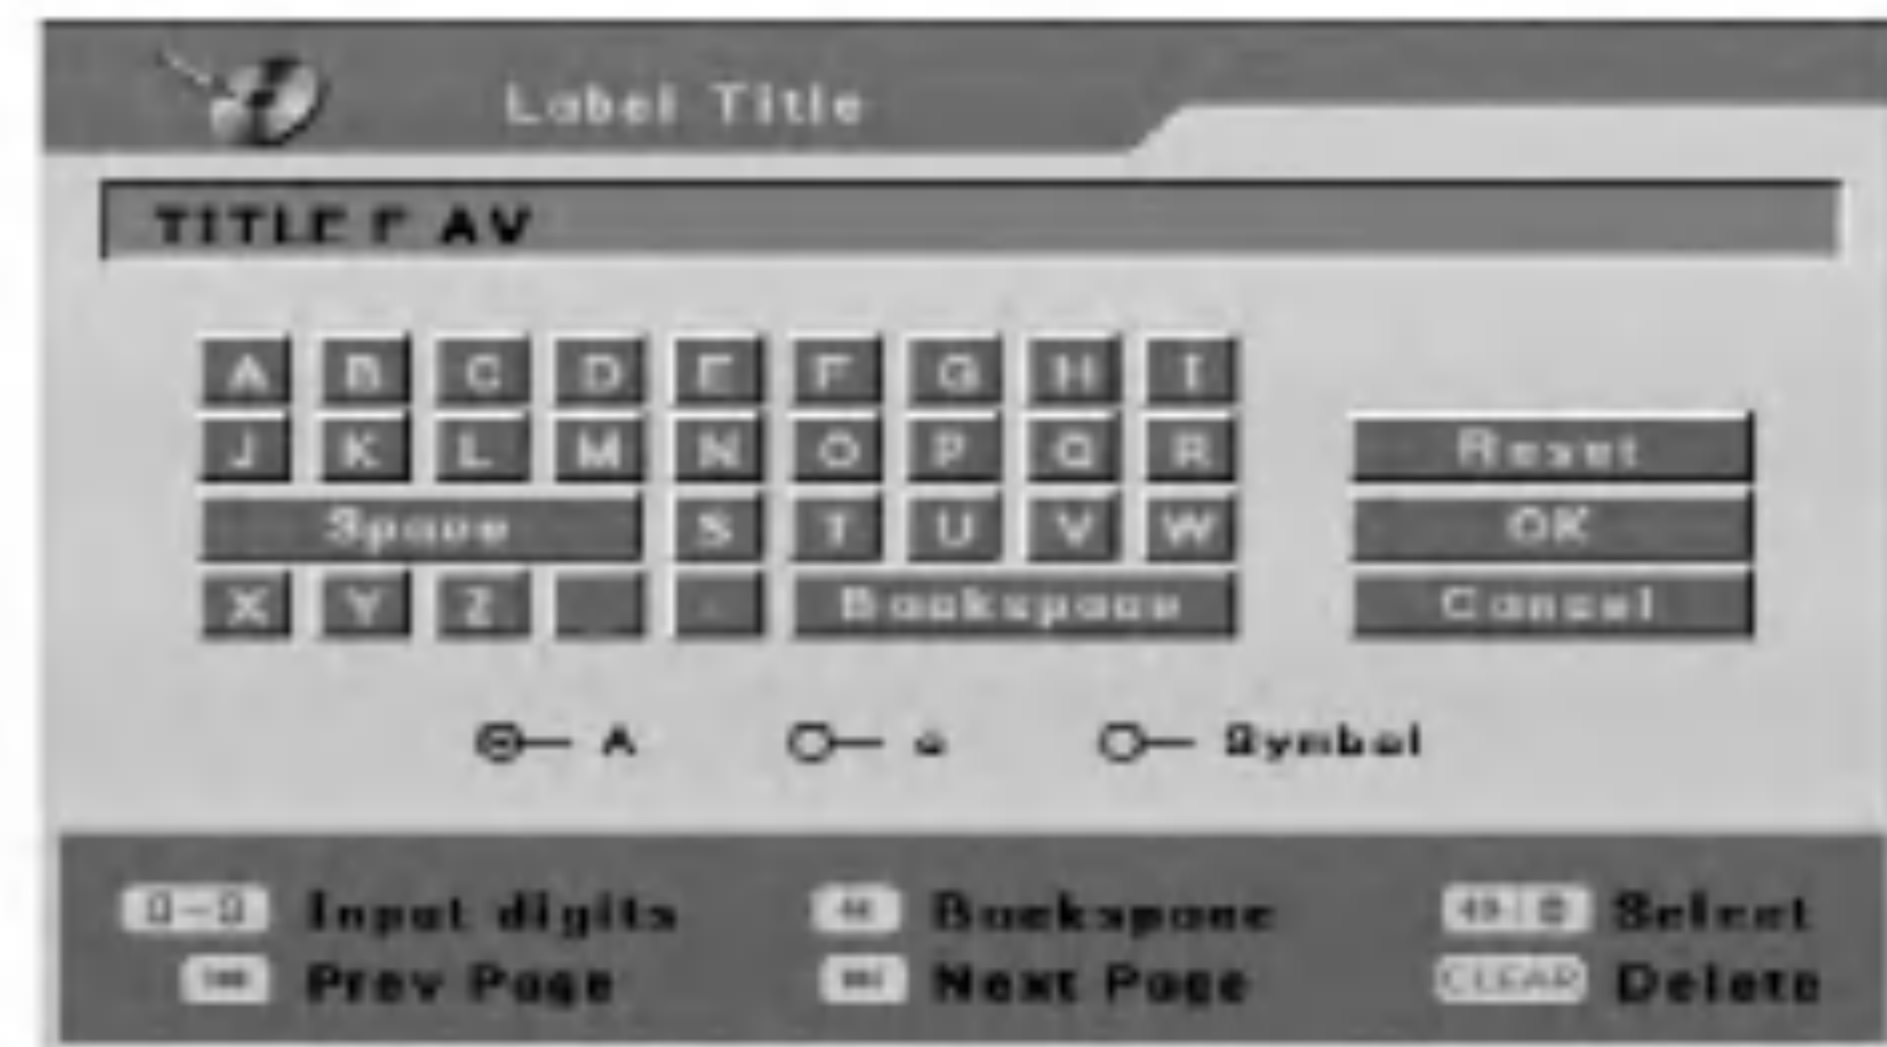 Label Title
TITLE F AV
A B C D E F G H I
J K L M N O P Q R Reset
Space S T U V W OK
X Y Z Backspace Cancel
A a Symbol
Input digits Backspace Select
Prev Page Next Page CLEAR Delete